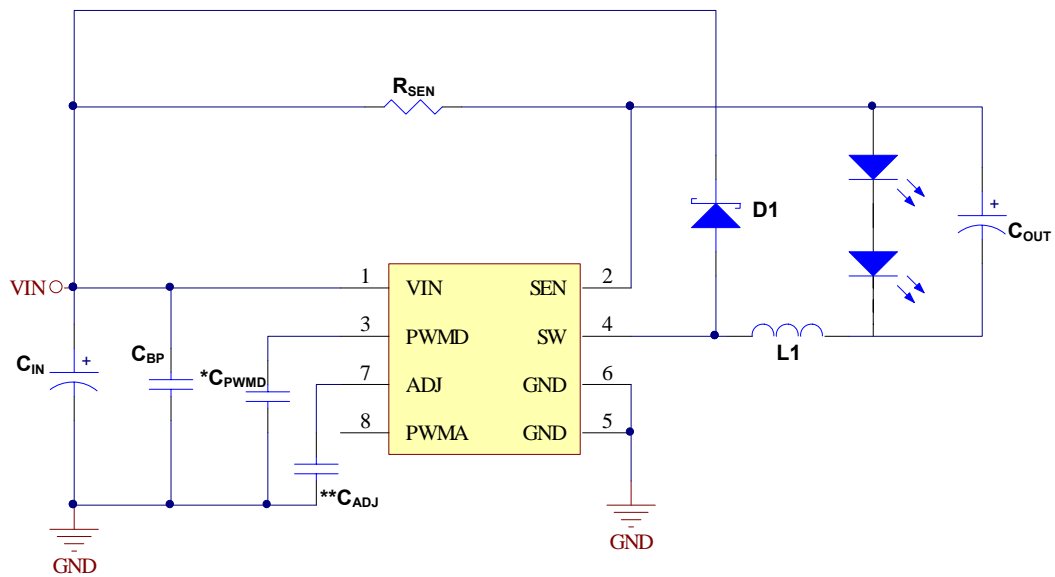 RSEN
D1
COUT
VIN
1 VIN SEN 2
3 PWMD SW 4
7 ADJ GND 6
8 PWMA GND 5
L1
+
CIN
CBP
*CPWMD
**CADJ
+
GND
GND